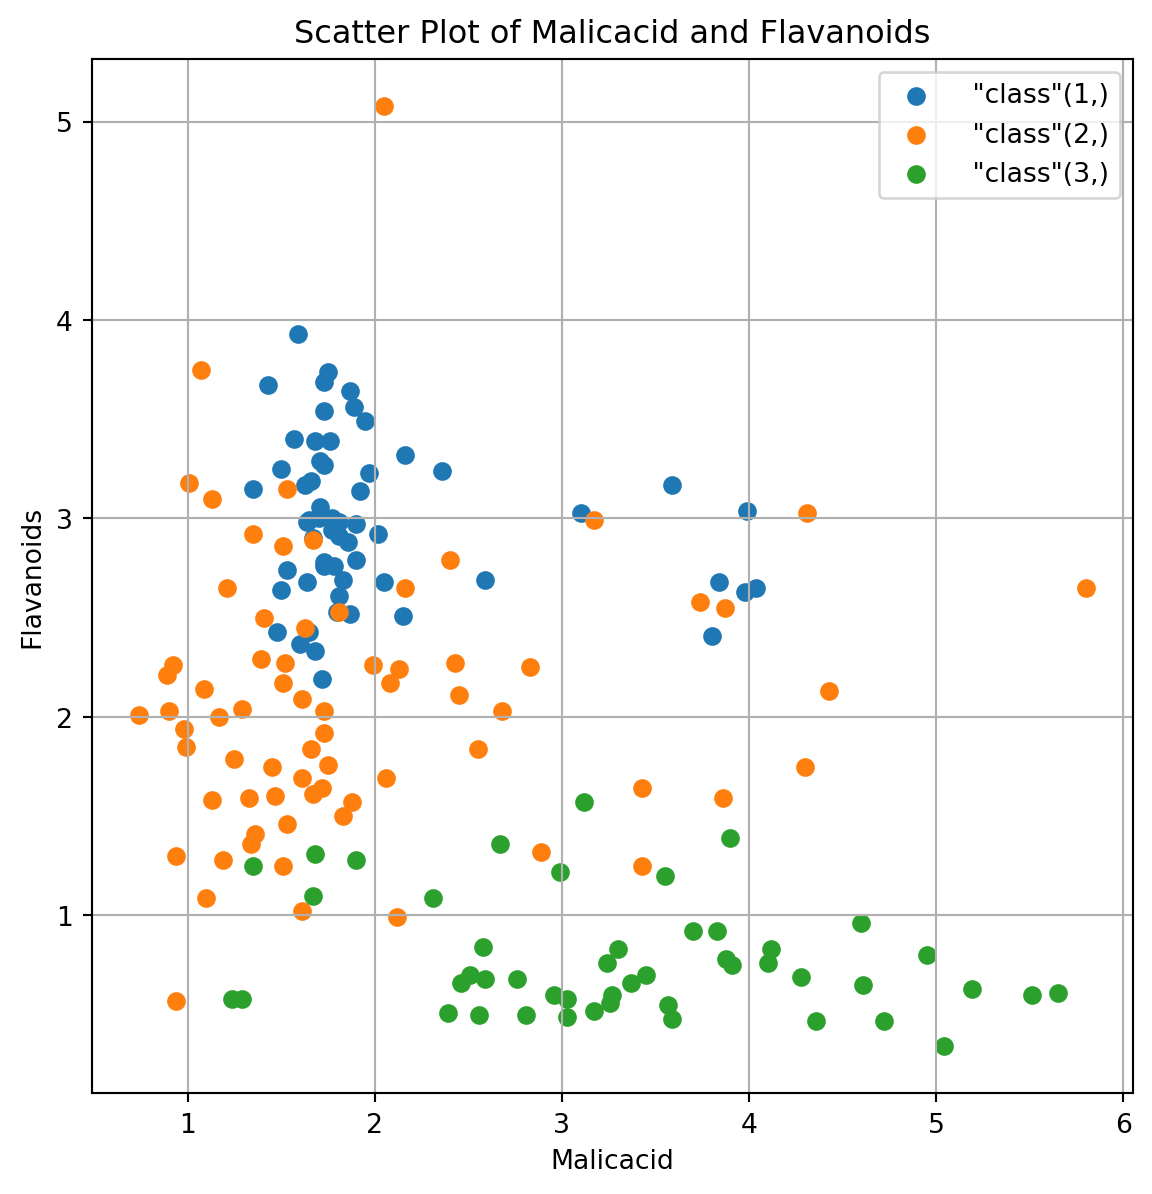 Scatter Plot of Malicacid and Flavanoids
"class"(1,)
"class"(2,)
"class"(3,)
5
4
3
2
1
Flavanoids
1 2 3 4 5 6
Malicacid